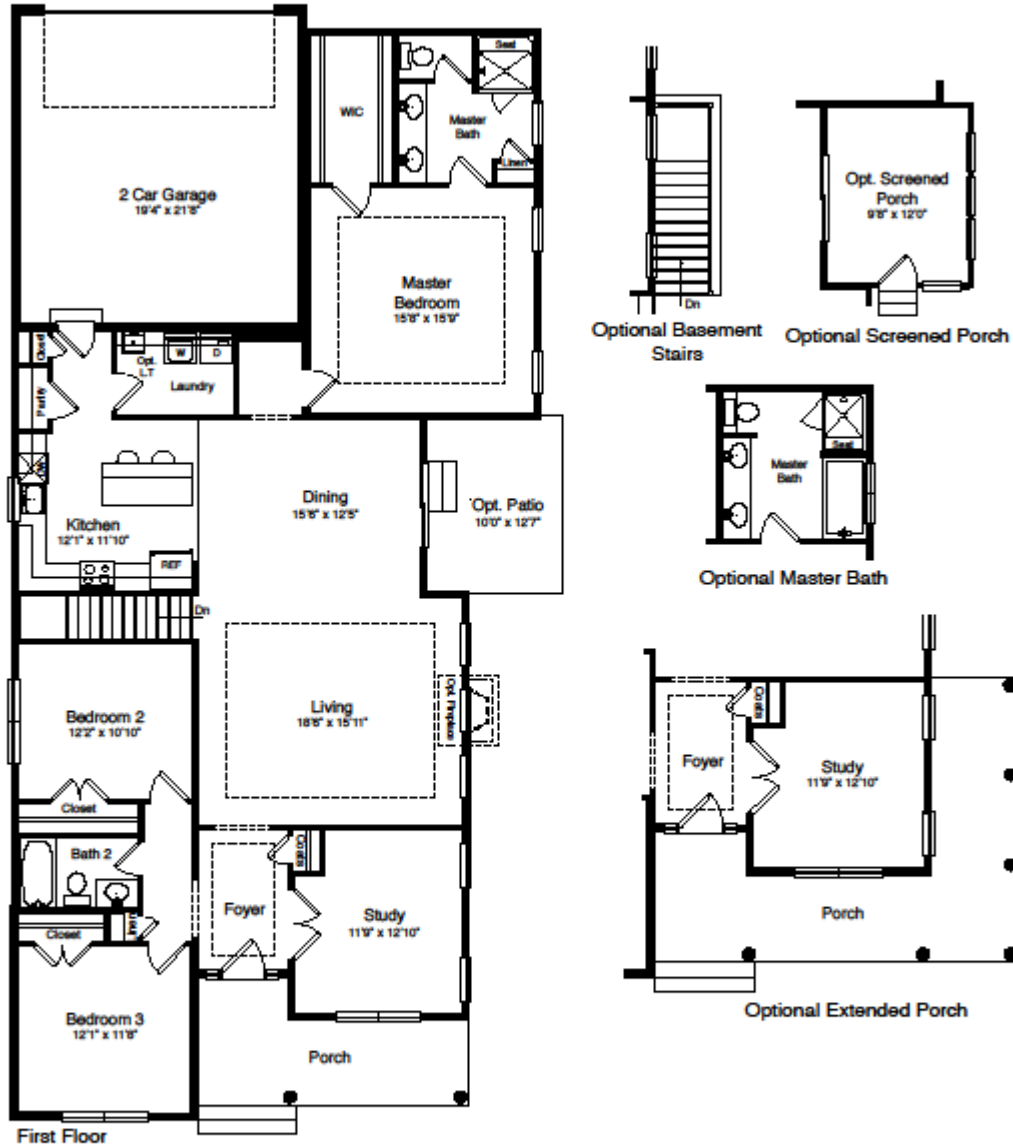 Seat
WIC
Master
Bath
Linen
2 Car Garage
19'4" x 21'8"
Master
Bedroom
15'8" x 15'9"
Closet
Opt.
L.T
W
D
Laundry
Pantry
DW
Dining
15'6" x 12'5"
Opt. Patio
10'0" x 12'7"
Kitchen
12'1" x 11'10"
REF
Dn
Living
18'6" x 15'11"
Opt. Fireplace
Bedroom 2
12'2" x 10'10"
Closet
Bath 2
Coats
Foyer
Study
11'9" x 12'10"
Closet
Linen
Bedroom 3
12'1" x 11'8"
Porch
First Floor
Dn
Optional Basement
Stairs
Opt. Screened
Porch
9'8" x 12'0"
Optional Screened Porch
Seat
Master
Bath
Optional Master Bath
Coats
Foyer
Study
11'9" x 12'10"
Porch
Optional Extended Porch